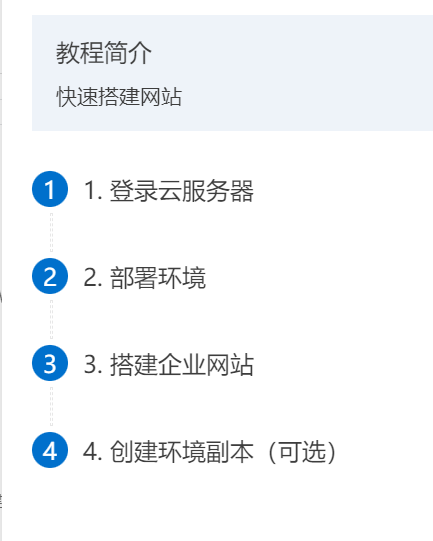 教程简介
快速搭建网站
1 1. 登录云服务器
2 2. 部署环境
3 3. 搭建企业网站
4 4. 创建环境副本（可选）